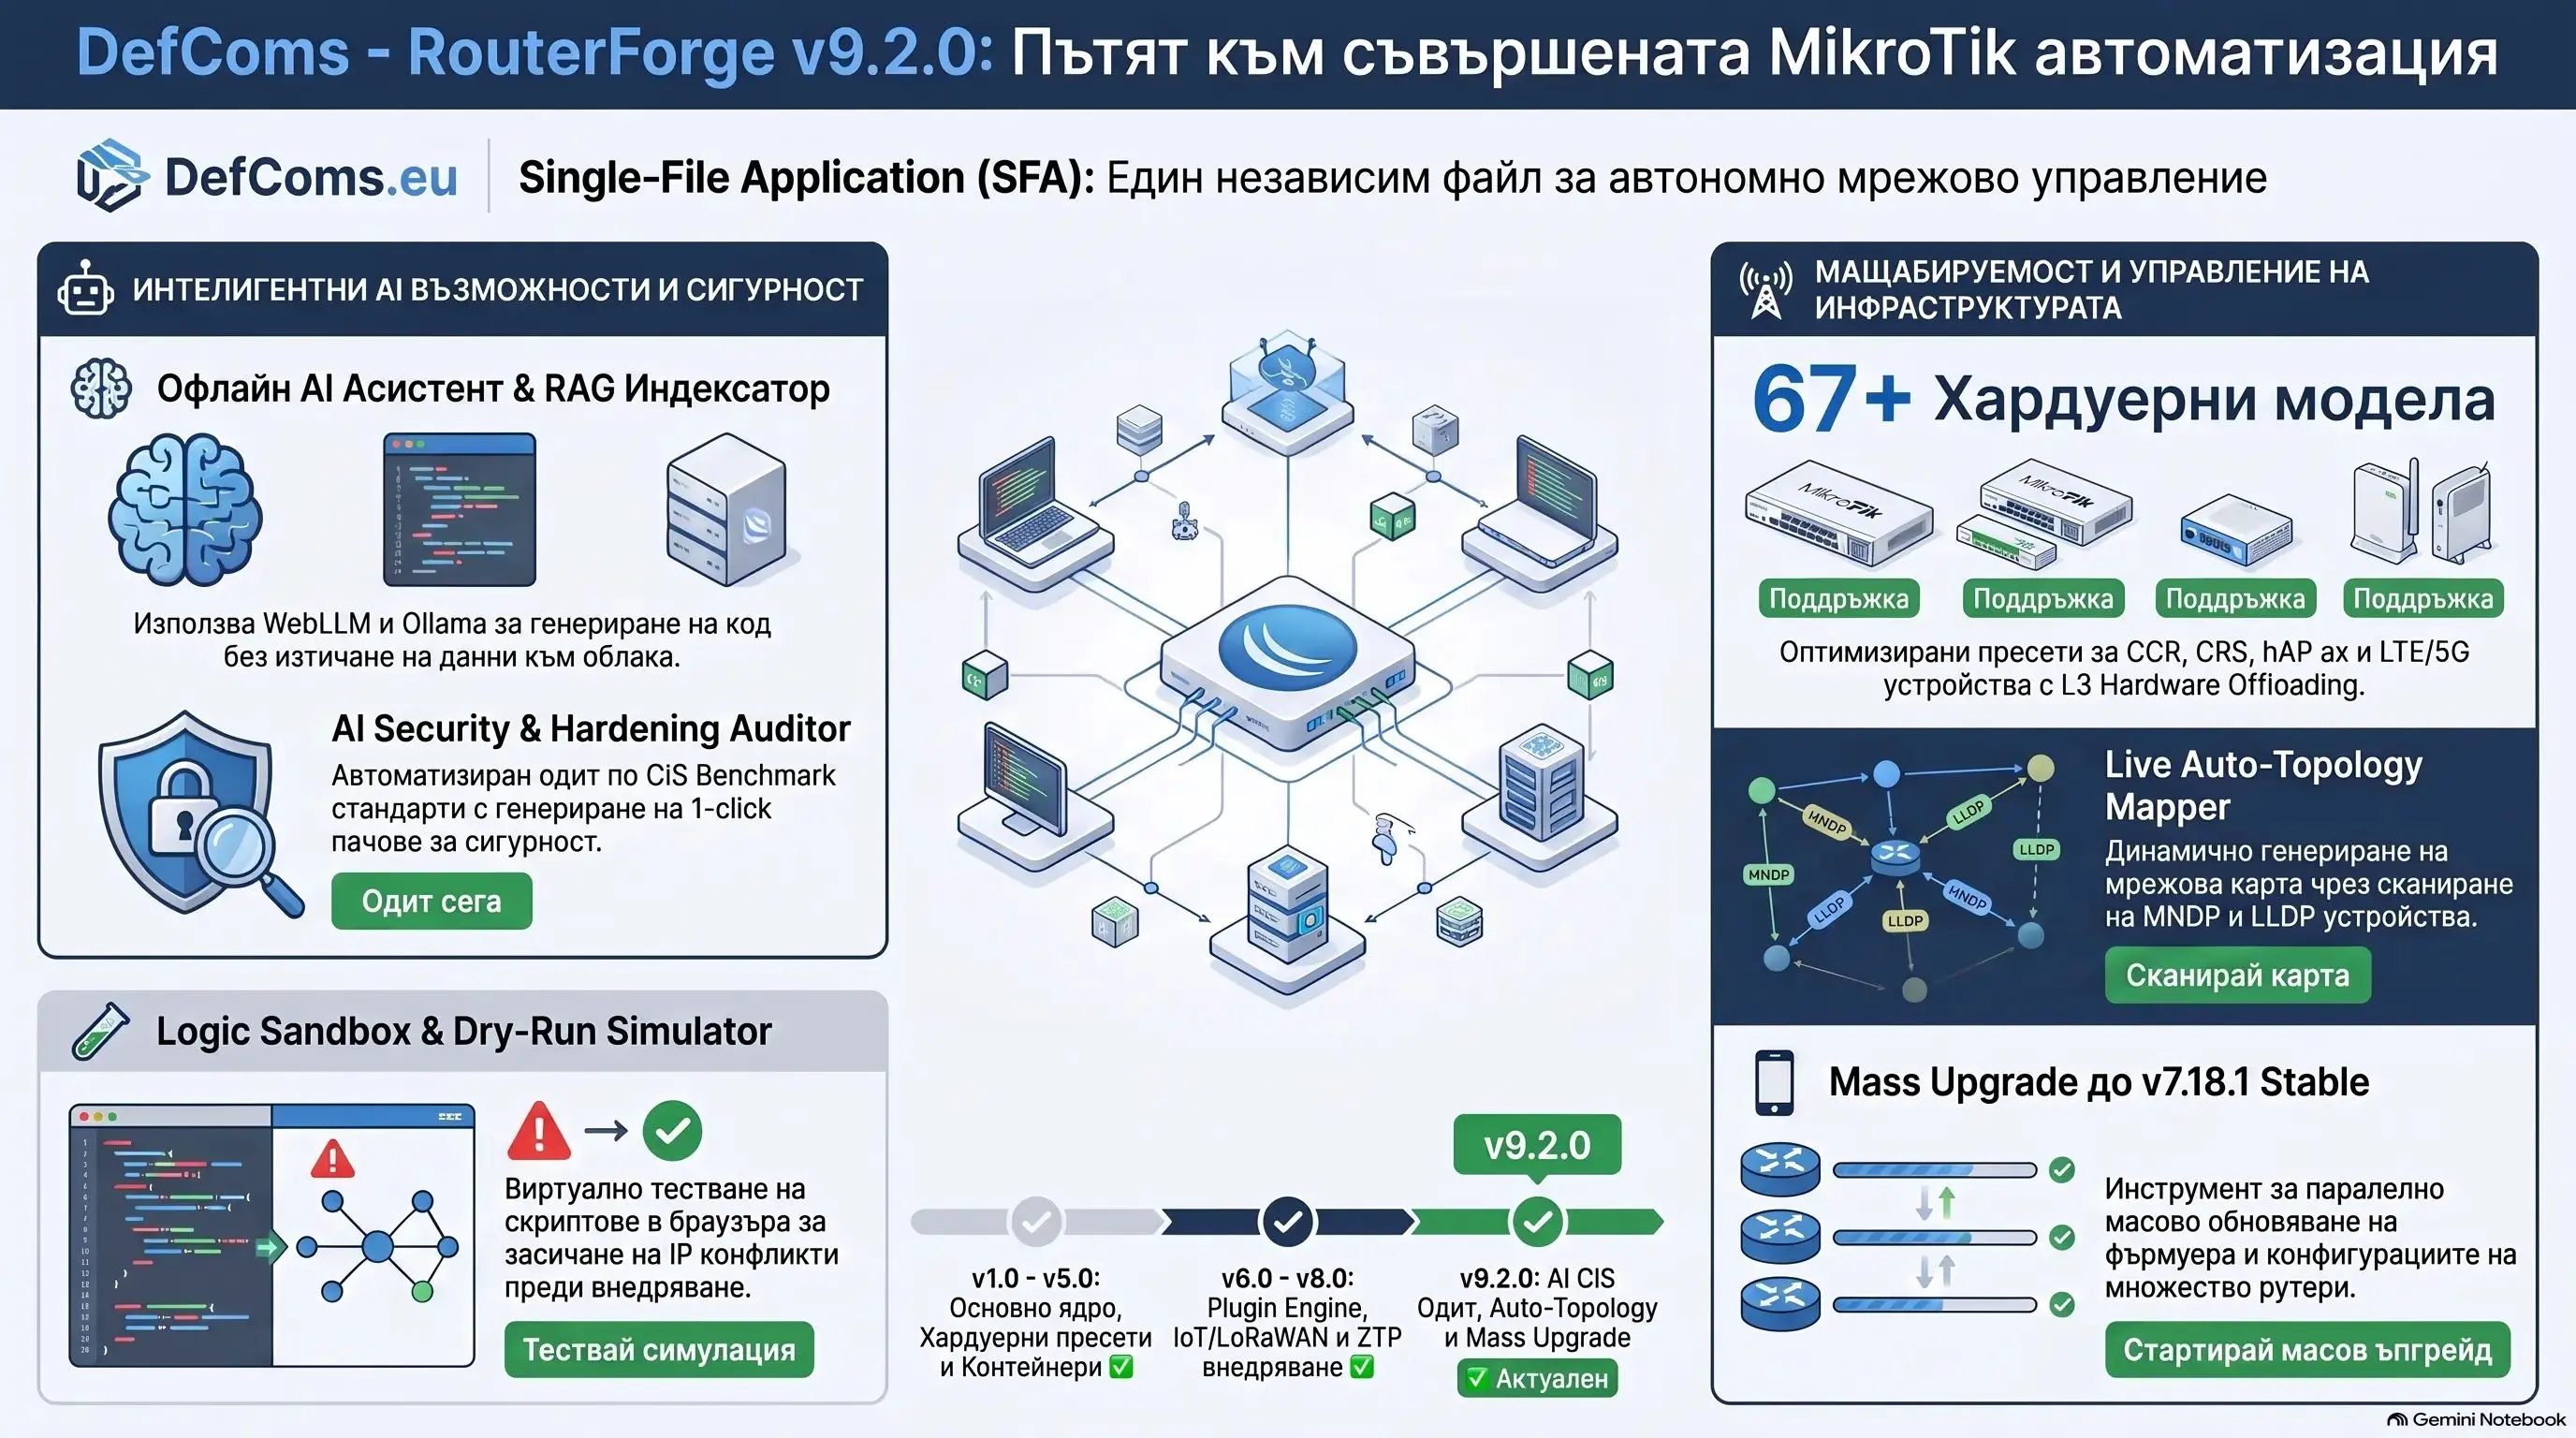 DefComs - RouterForge v9.2.0: Пътят към съвършената MikroTik автоматизация
DefComs.eu
Single-File Application (SFA): Един независим файл за автономно мрежово управление
ИНТЕЛИГЕНТНИ AI ВЪЗМОЖНОСТИ И СИГУРНОСТ
Офлайн AI Асистент & RAG Индексатор
Използва WebLLM и Ollama за генериране на код
без изтичане на данни към облака.
AI Security & Hardening Auditor
Автоматизиран одит по CiS Benchmark
стандарти с генериране на 1-click
пачове за сигурност.
Одит сега
Logic Sandbox & Dry-Run Simulator
Виртуално тестване на
скриптове в браузъра за
засичане на IP конфликти
преди внедряване.
Тествай симулация
v9.2.0
v1.0 - v5.0:
Основно ядро,
Хардуерни пресети
и Контейнери ✅
v6.0 - v8.0:
Plugin Engine,
IoT/LoRaWAN и ZTP
внедряване ✅
v9.2.0: AI CIS
Одит, Auto-Topology
и Mass Upgrade
✅ Актуален
МАЩАБИРУЕМОСТ И УПРАВЛЕНИЕ НА
ИНФРАСТРУКТУРАТА
67+ Хардуерни модела
Поддръжка
Поддръжка
Поддръжка
Поддръжка
Оптимизирани пресети за CCR, CRS, hAP ax и LTE/5G
устройства с L3 Hardware Offloading.
MNDP
LLDP
LLDP
MNDP
LLDP
LLDP
MNDP
Live Auto-Topology
Mapper
Динамично генериране на
мрежова карта чрез сканиране
на MNDP и LLDP устройства.
Сканирай карта
Mass Upgrade до v7.18.1 Stable
Инструмент за паралелно
масово обновяване на
фърмуера и конфигурациите на
множество рутери.
Стартирай масов ъпгрейд
Gemini Notebook